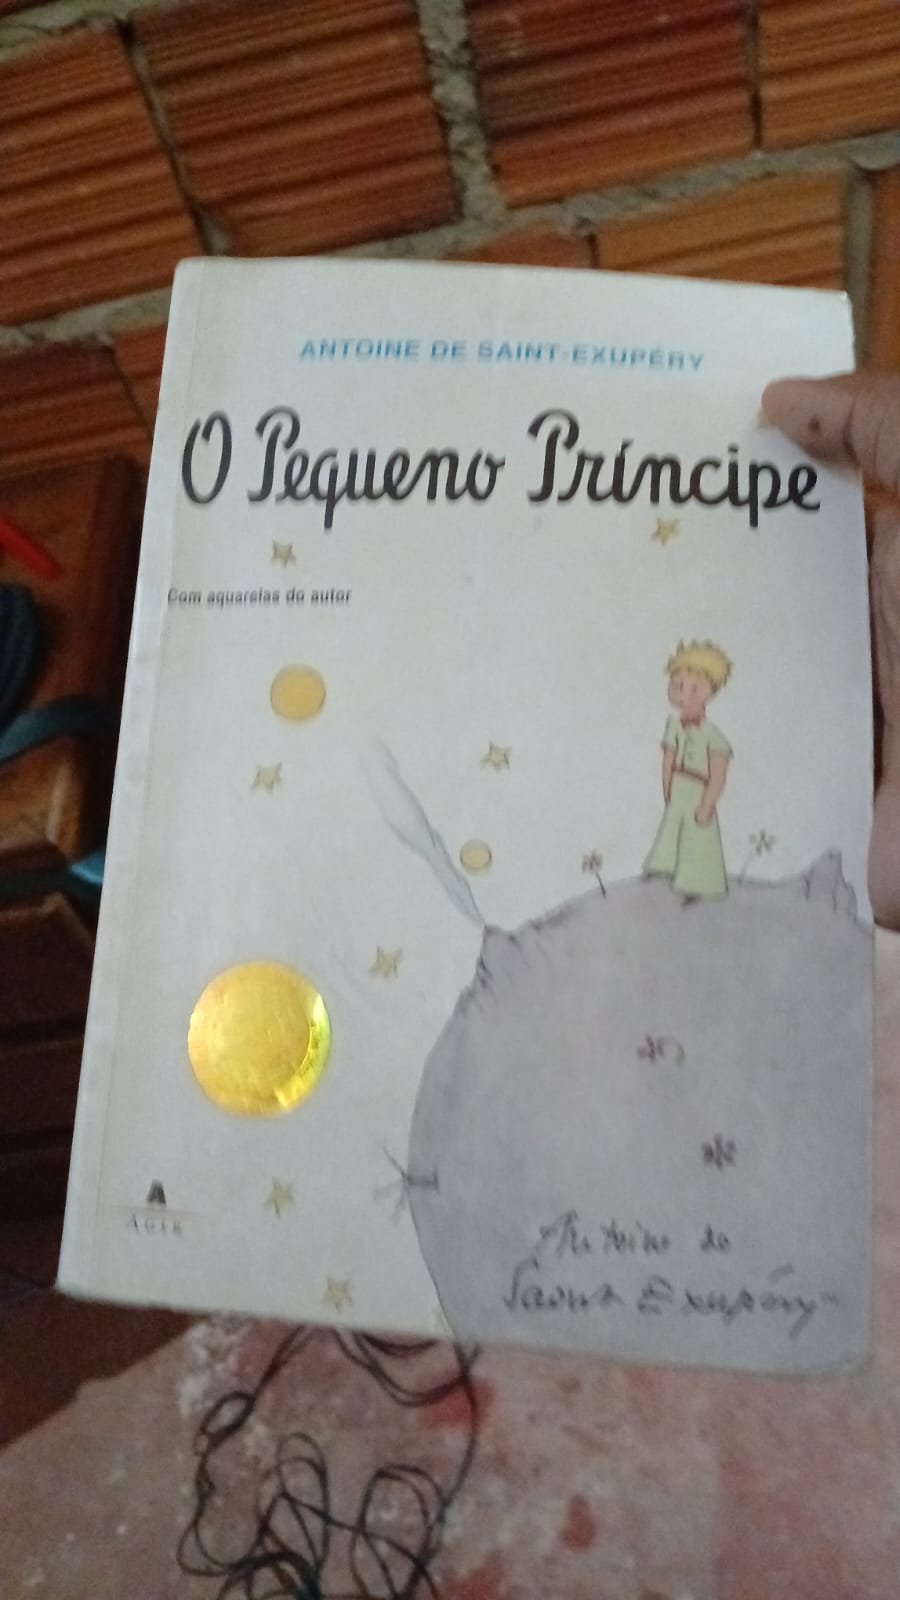 ANTOINE DE SAINT-EXUPÉRY
O Pequeno Príncipe
Com aquarelas do autor
A
AGIR
Antoine de
Saint Exupéry